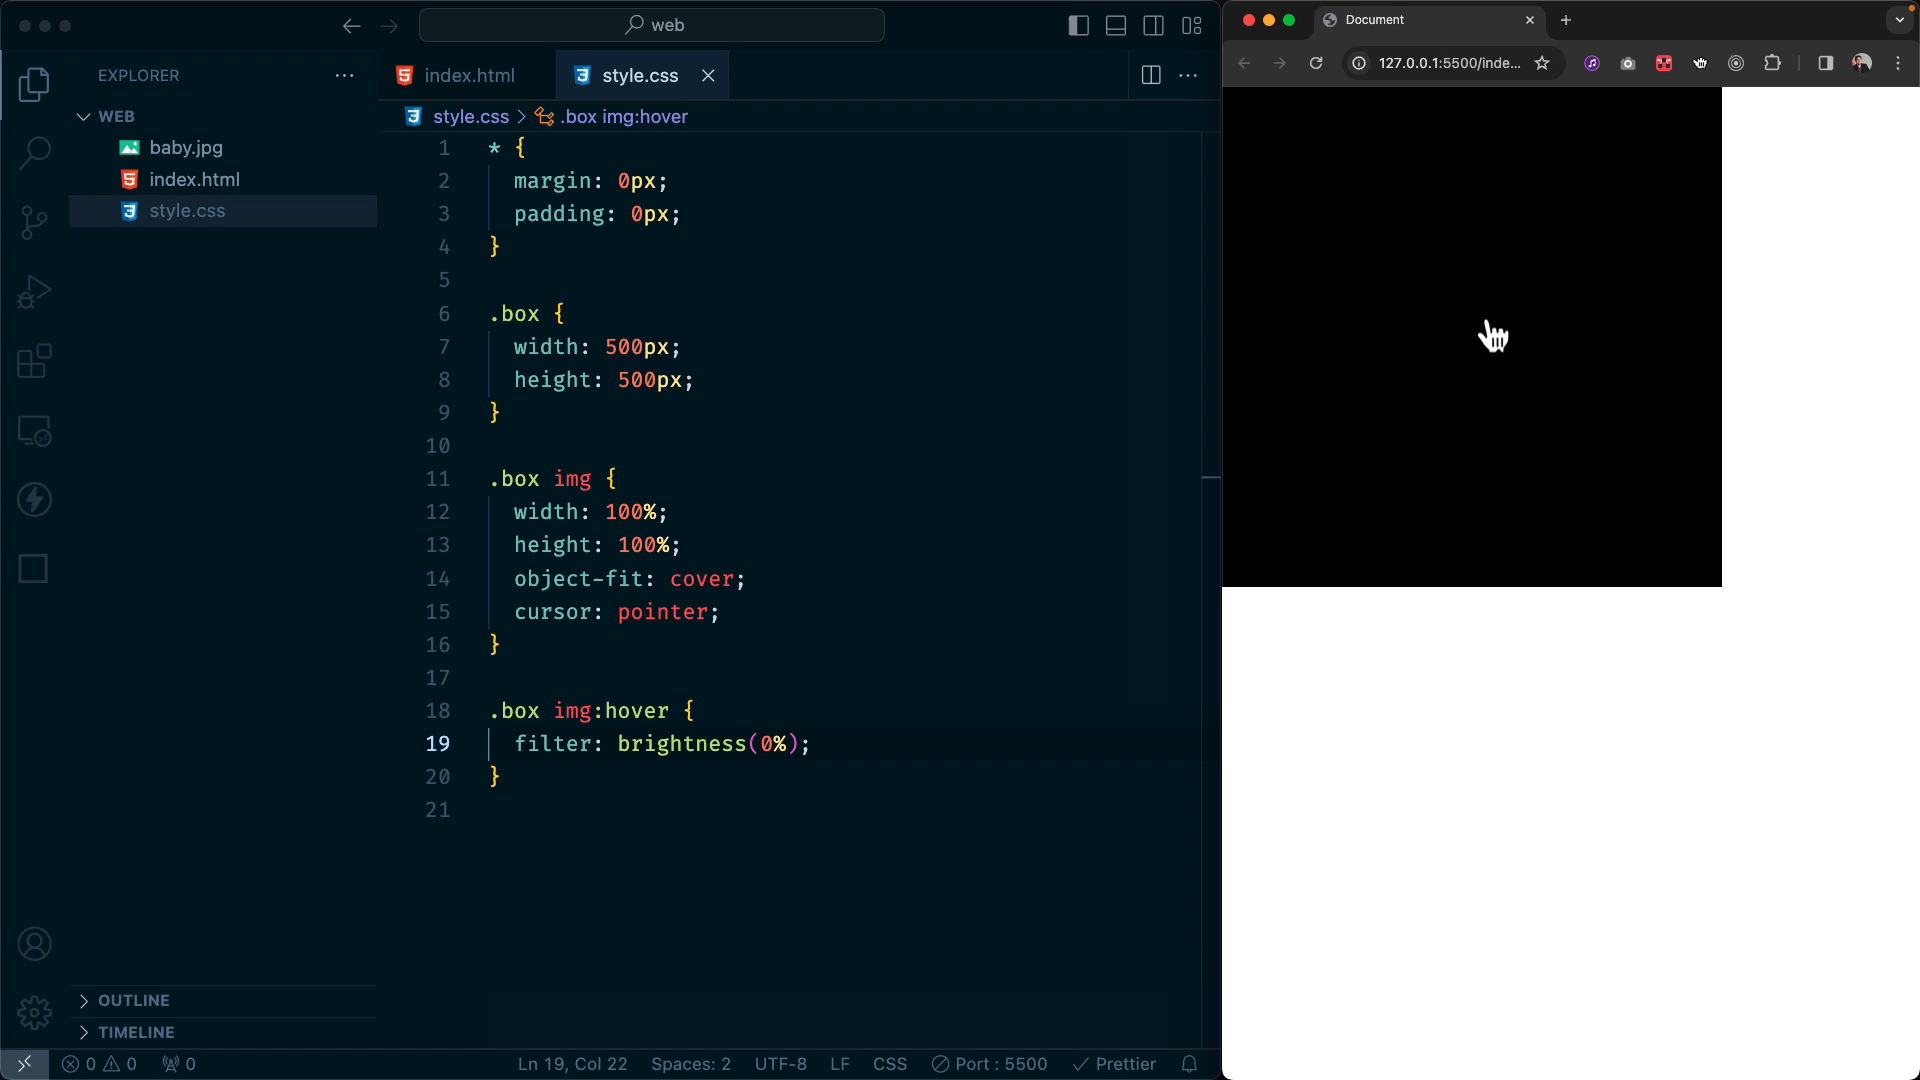 web
Document
127.0.0.1:5500/inde...
EXPLORER
index.html
style.css
WEB
baby.jpg
index.html
style.css
style.css > .box img:hover
1 * {
2 margin: 0px;
3 padding: 0px;
4 }
5
6 .box {
7 width: 500px;
8 height: 500px;
9 }
10
11 .box img {
12 width: 100%;
13 height: 100%;
14 object-fit: cover;
15 cursor: pointer;
16 }
17
18 .box img:hover {
19 filter: brightness(0%);
20 }
21
OUTLINE
TIMELINE
0 0 0 Ln 19, Col 22 Spaces: 2 UTF-8 LF CSS Port : 5500 Prettier